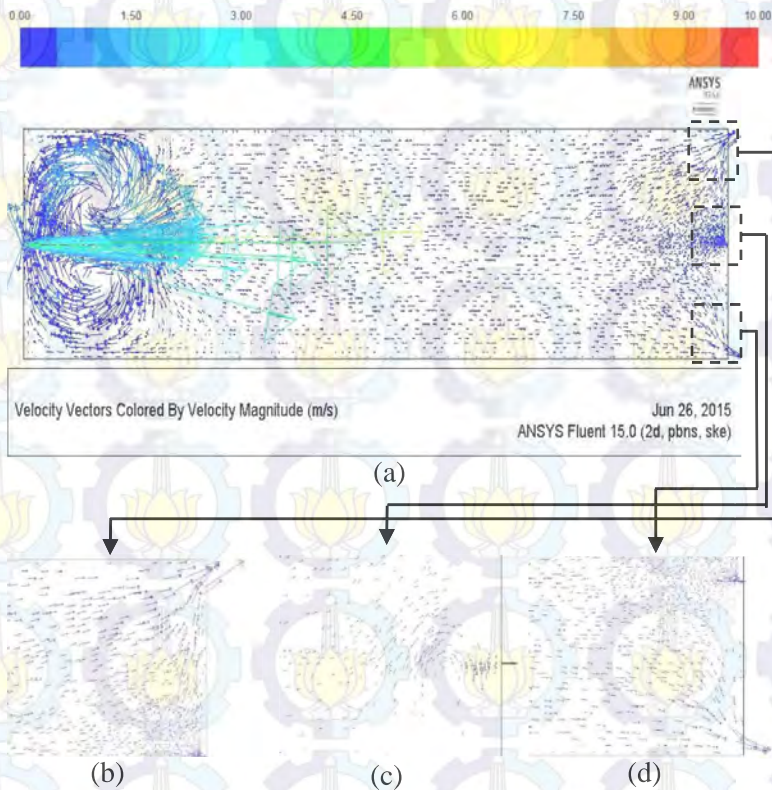 0.00 1.50 3.00 4.50 6.00 7.50 9.00 10.00
ANSYS
Velocity Vectors Colored By Velocity Magnitude (m/s)
Jun 26, 2015
ANSYS Fluent 15.0 (2d, pbns, ske)
(a)
(b) (c) (d)